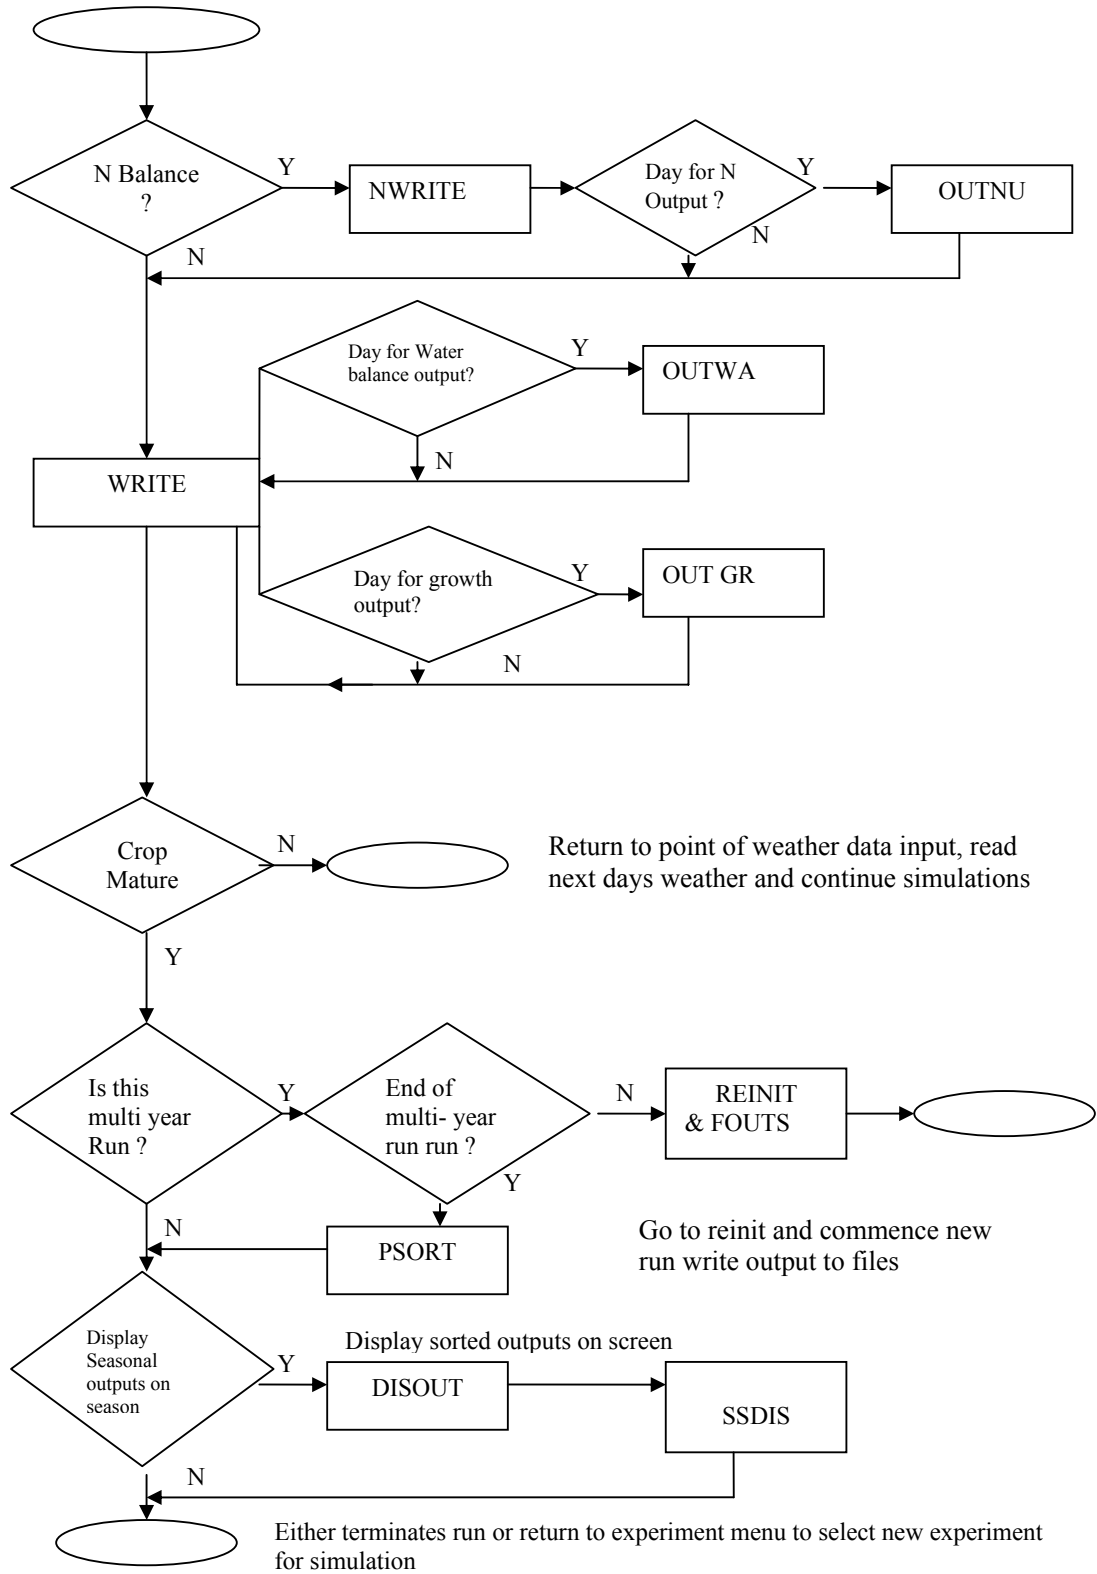 N Balance
?
Y
NWRITE
Day for N
Output ?
Y
OUTNU
N
N
Day for Water
balance output?
Y
OUTWA
N
WRITE
Day for growth
output?
Y
OUT GR
N
Crop
Mature
N
Return to point of weather data input, read
next days weather and continue simulations
Y
Is this
multi year
Run ?
Y
End of
multi- year
run run ?
N
REINIT
& FOUTS
Y
N
PSORT
Go to reinit and commence new
run write output to files
Display
Seasonal
outputs on
season
Y
Display sorted outputs on screen
DISOUT
SSDIS
N
Either terminates run or return to experiment menu to select new experiment
for simulation